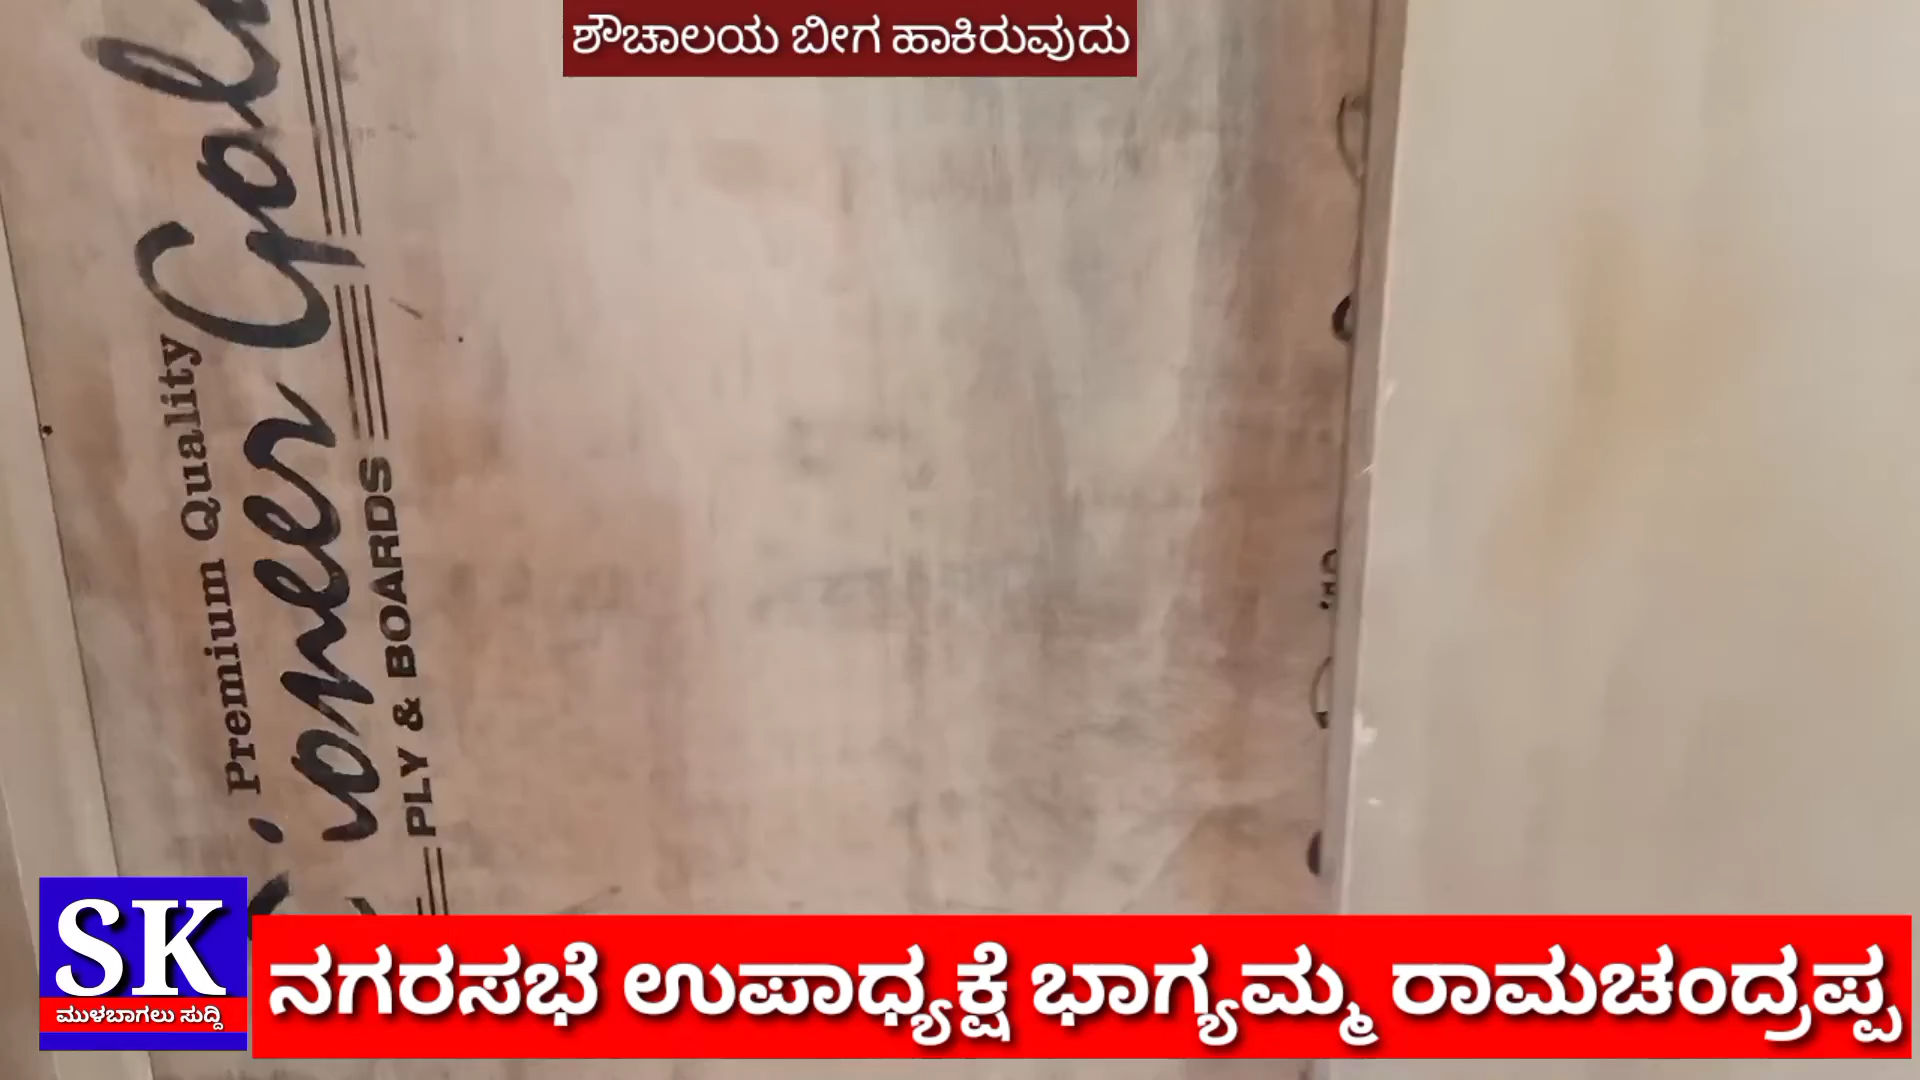 ಶೌಚಾಲಯ ಬೀಗ ಹಾಕಿರುವುದು
Premium Quality
PLY & BOARDS
SK
ಮುಳಬಾಗಲು ಸುದ್ದಿ
ನಗರಸಭೆ ಉಪಾಧ್ಯಕ್ಷೆ ಭಾಗ್ಯಮ್ಮ ರಾಮಚಂದ್ರಪ್ಪ